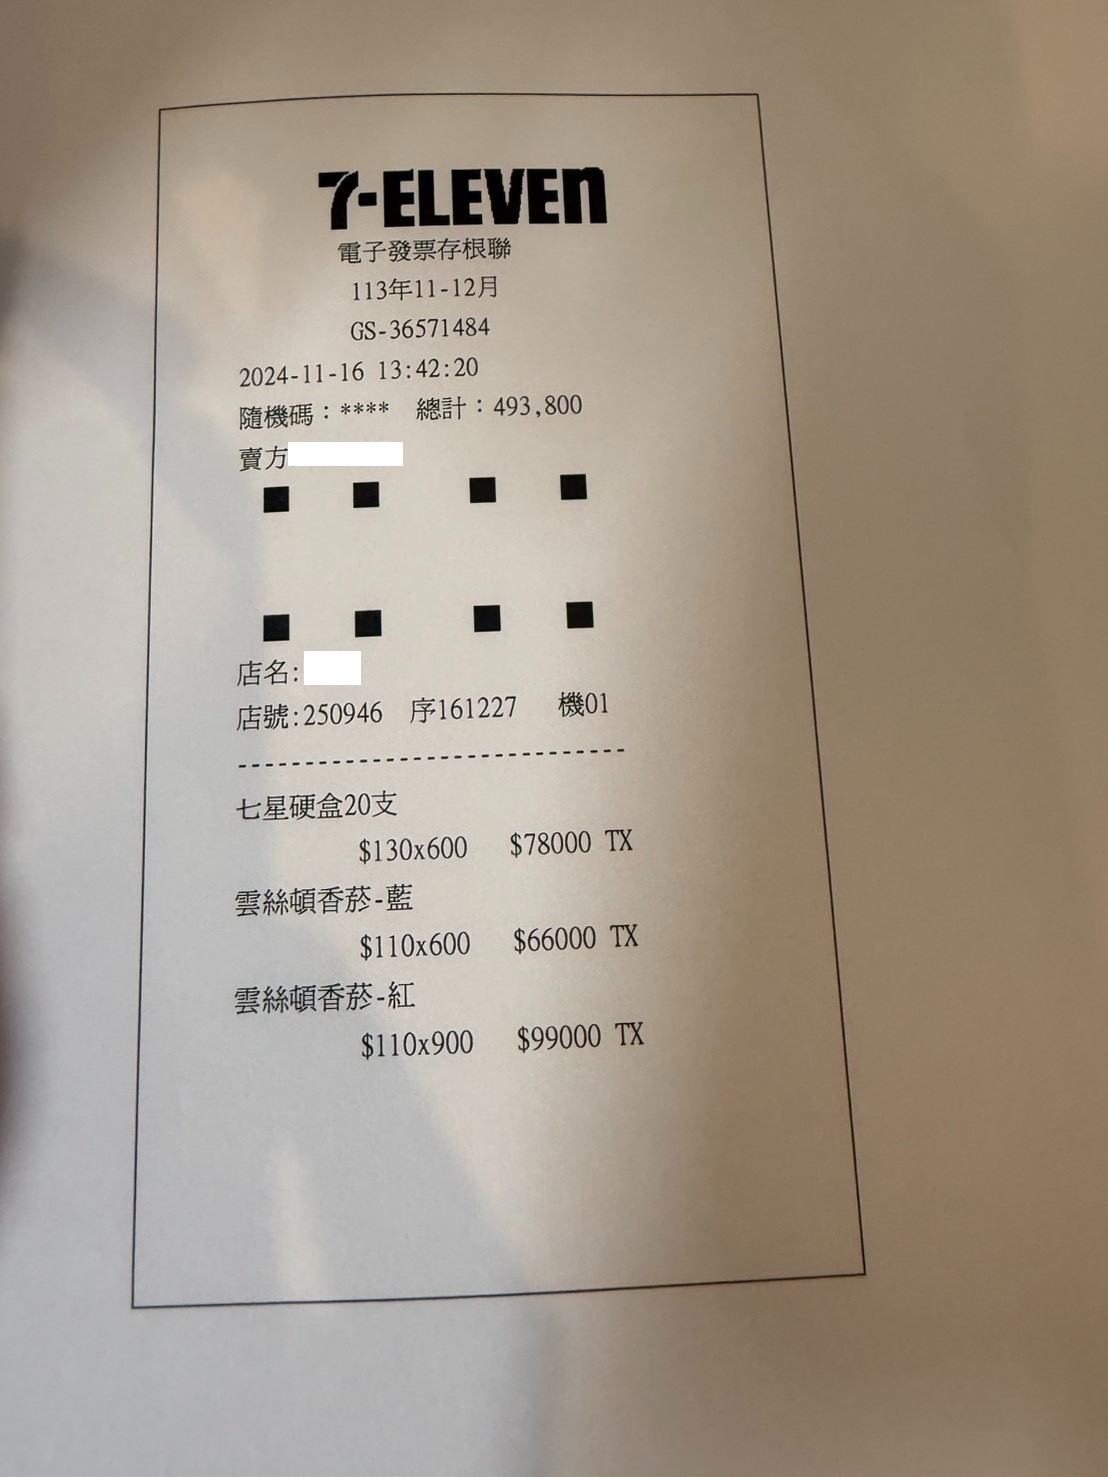 7-ELEVEn
電子發票存根聯
113年11-12月
GS-36571484
2024-11-16 13:42:20
隨機碼：**** 總計：493,800
賣方
店名:
店號:250946 序161227 機01
----------------------------
七星硬盒20支
$130x600 $78000 TX
雲絲頓香菸-藍
$110x600 $66000 TX
雲絲頓香菸-紅
$110x900 $99000 TX